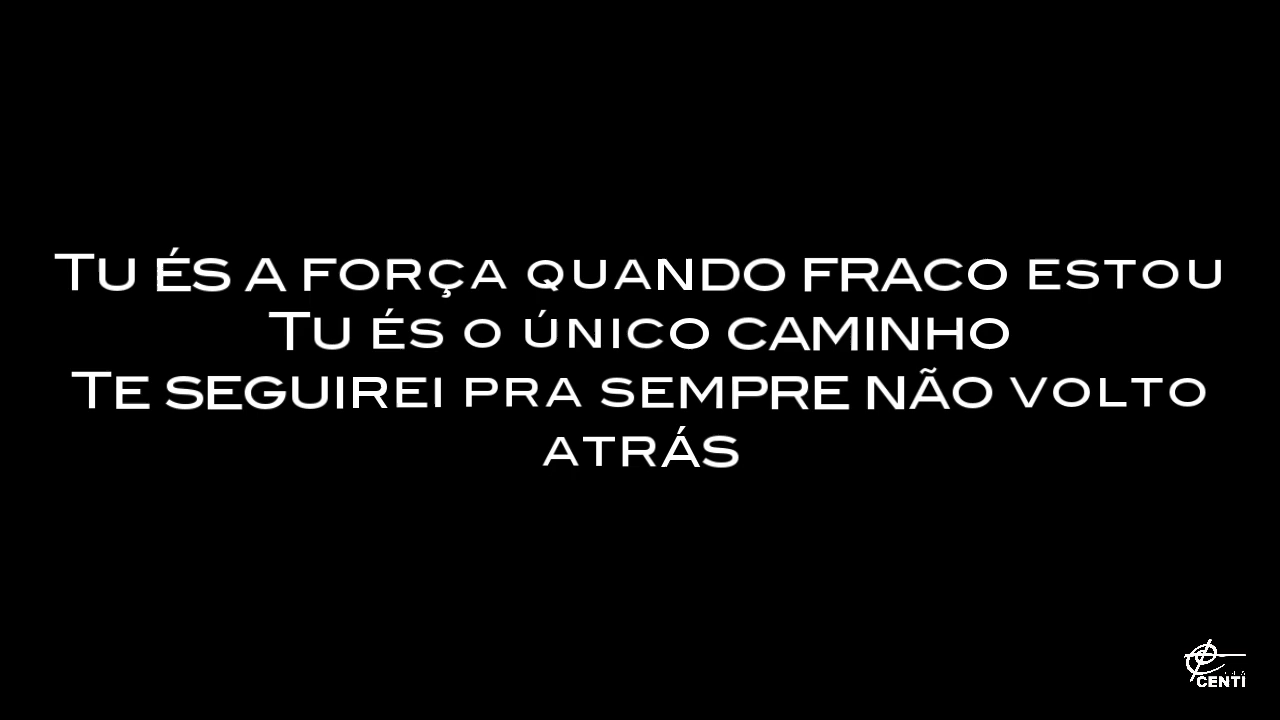 Tu és a força quando fraco estou
Tu és o único caminho
Te seguirei pra sempre não volto
atrás
CENTI